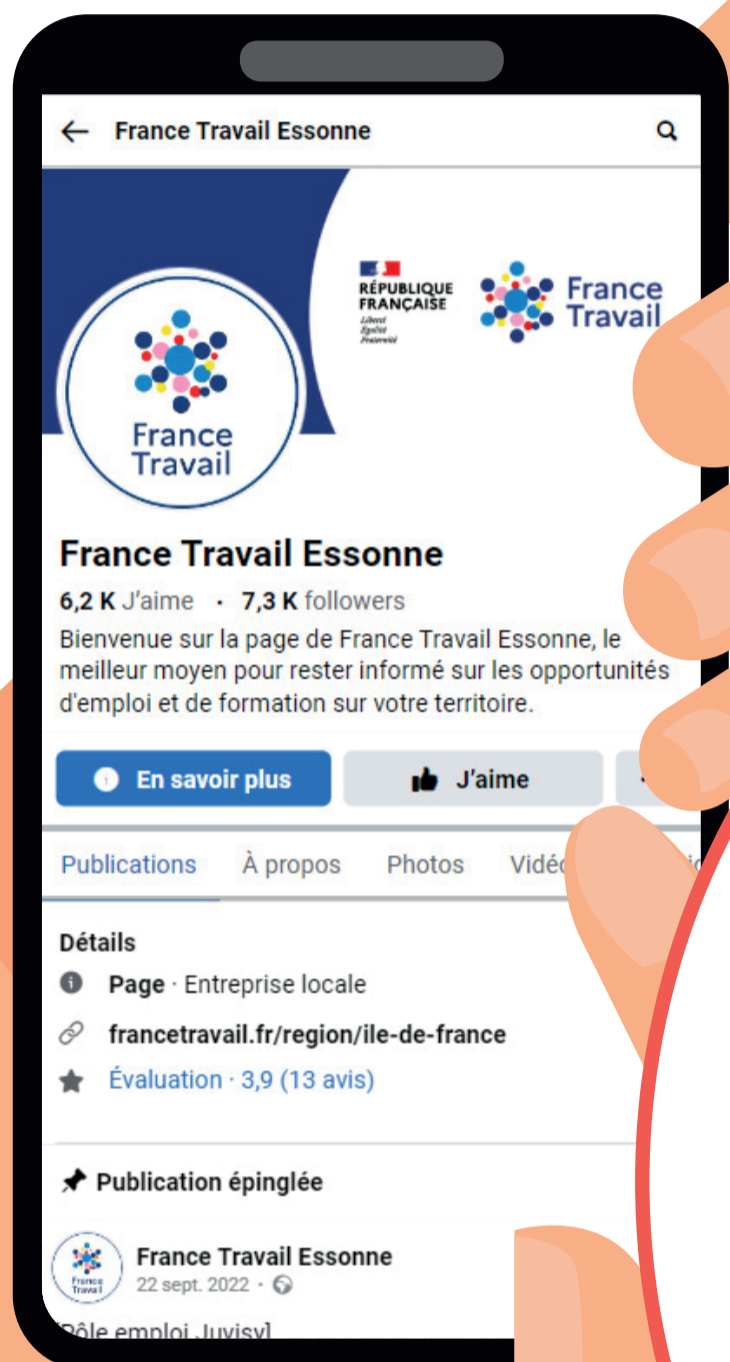 France Travail Essonne
RÉPUBLIQUE
FRANÇAISE
Liberté
Égalité
Fraternité
France
Travail
France
Travail
France Travail Essonne
6,2 K J'aime · 7,3 K followers
Bienvenue sur la page de France Travail Essonne, le
meilleur moyen pour rester informé sur les opportunités
d'emploi et de formation sur votre territoire.
En savoir plus
J'aime
Publications À propos Photos
Détails
Page · Entreprise locale
francetravail.fr/region/ile-de-france
Évaluation · 3,9 (13 avis)
Publication épinglée
France
Travail
France Travail Essonne
22 sept. 2022 ·
[Pôle emploi Juvisy]